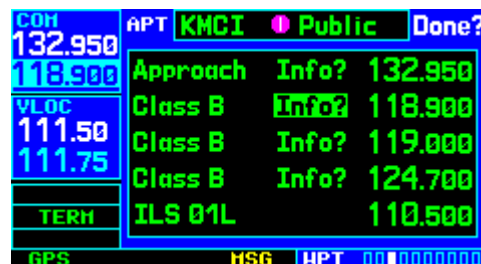 COM
132.950
118.900
VLOC
111.50
111.75
TERM
GPS
APT KMCI Public Done?
Approach Info? 132.950
Class B Info? 118.900
Class B Info? 119.000
Class B Info? 124.700
ILS 01L 110.500
MSG WPT